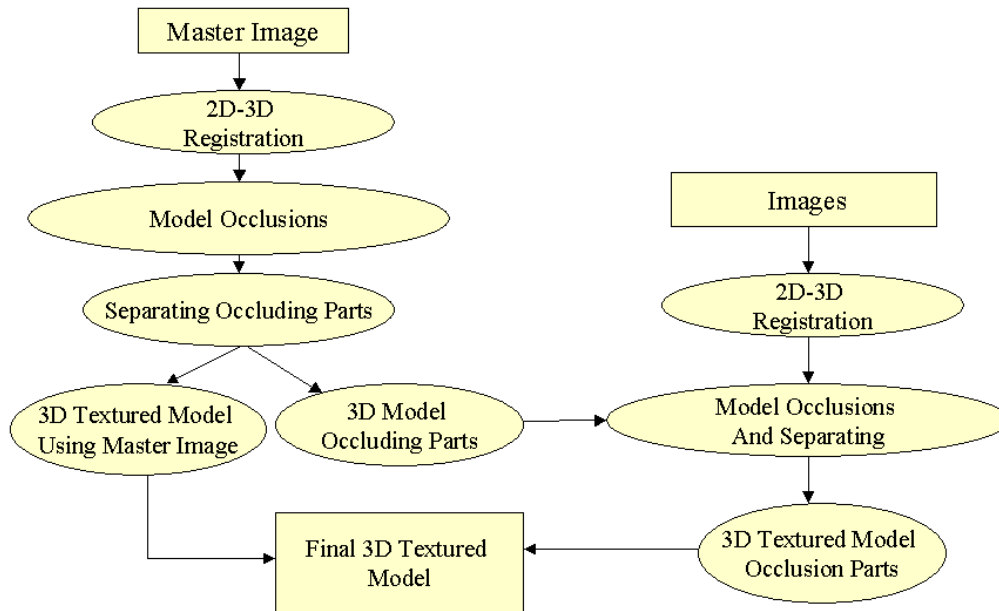 Master Image
2D-3D
Registration
Model Occlusions
Separating Occluding Parts
3D Textured Model
Using Master Image
3D Model
Occluding Parts
Images
2D-3D
Registration
Model Occlusions
And Separating
3D Textured Model
Occlusion Parts
Final 3D Textured
Model